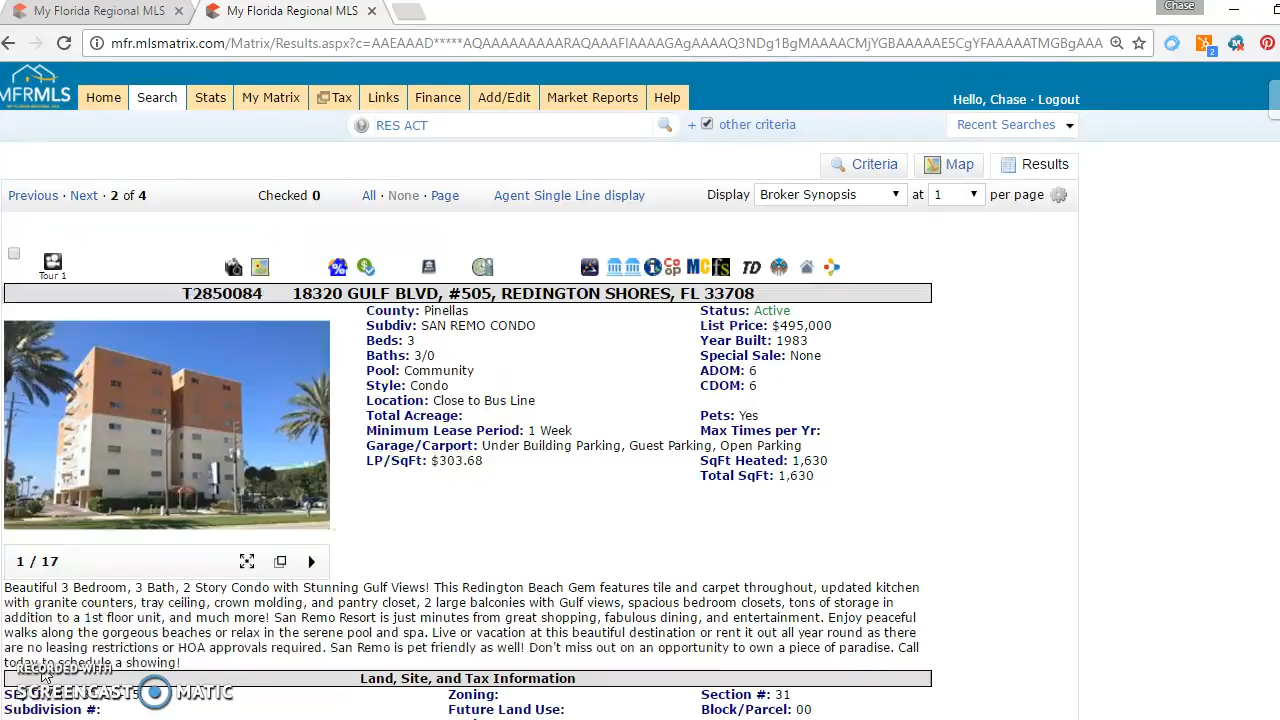 My Florida Regional MLS × My Florida Regional MLS × Chase
mfr.mlsmatrix.com/Matrix/Results.aspx?c=AAEAAAD*****AQAAAAAAAAARAQAAAFIAAAAGAgAAAAQ3NDg1BgMAAAACMjYGBAAAAAE5CgYFAAAAATMGBgAAA 2
MFRMLS Home Search Stats My Matrix Tax Links Finance Add/Edit Market Reports Help Hello, Chase · Logout
RES ACT + other criteria Recent Searches
Criteria Map Results
Previous · Next · 2 of 4 Checked 0 All · None · Page Agent Single Line display Display Broker Synopsis at 1 per page
Tour 1 CO OP MC fs TD
T2850084 18320 GULF BLVD, #505, REDINGTON SHORES, FL 33708
County: Pinellas Status: Active
Subdiv: SAN REMO CONDO List Price: $495,000
Beds: 3 Year Built: 1983
Baths: 3/0 Special Sale: None
Pool: Community ADOM: 6
Style: Condo CDOM: 6
Location: Close to Bus Line
Total Acreage: Pets: Yes
Minimum Lease Period: 1 Week Max Times per Yr:
Garage/Carport: Under Building Parking, Guest Parking, Open Parking SqFt Heated: 1,630
LP/SqFt: $303.68 Total SqFt: 1,630
1 / 17
Beautiful 3 Bedroom, 3 Bath, 2 Story Condo with Stunning Gulf Views! This Redington Beach Gem features tile and carpet throughout, updated kitchen
with granite counters, tray ceiling, crown molding, and pantry closet, 2 large balconies with Gulf views, spacious bedroom closets, tons of storage in
addition to a 1st floor unit, and much more! San Remo Resort is just minutes from great shopping, fabulous dining, and entertainment. Enjoy peaceful
walks along the gorgeous beaches or relax in the serene pool and spa. Live or vacation at this beautiful destination or rent it out all year round as there
are no leasing restrictions or HOA approvals required. San Remo is pet friendly as well! Don't miss out on an opportunity to own a piece of paradise. Call
today to schedule a showing!
RECORDED WITH
SCREENCAST MATIC
Land, Site, and Tax Information
Zoning: Section #: 31
Subdivision #: Future Land Use: Block/Parcel: 00